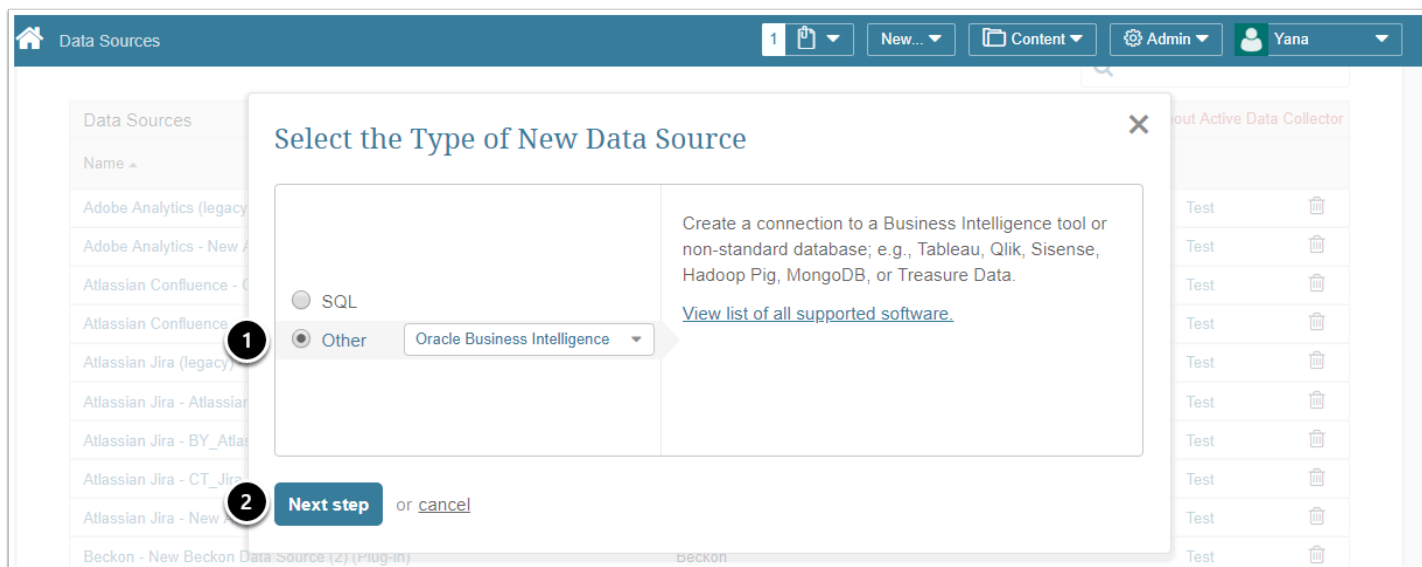 Data Sources
1
New...
Content
Admin
Yana
Data Sources
out Active Data Collector
Name
Select the Type of New Data Source
Adobe Analytics (legacy
Test
Adobe Analytics - New
Test
Atlassian Confluence -
Test
Atlassian Confluence
Test
Atlassian Jira (legacy)
Test
Atlassian Jira - Atlassian
Test
Atlassian Jira - BY_Atlas
Test
Atlassian Jira - CT_Jira
Test
Atlassian Jira - New
Test
Beckon - New Beckon Data Source (2) (Plug-in)
Beckon
Test
SQL
1
Other
Oracle Business Intelligence
Create a connection to a Business Intelligence tool or
non-standard database; e.g., Tableau, Qlik, Sisense,
Hadoop Pig, MongoDB, or Treasure Data.
View list of all supported software.
2
Next step
or cancel